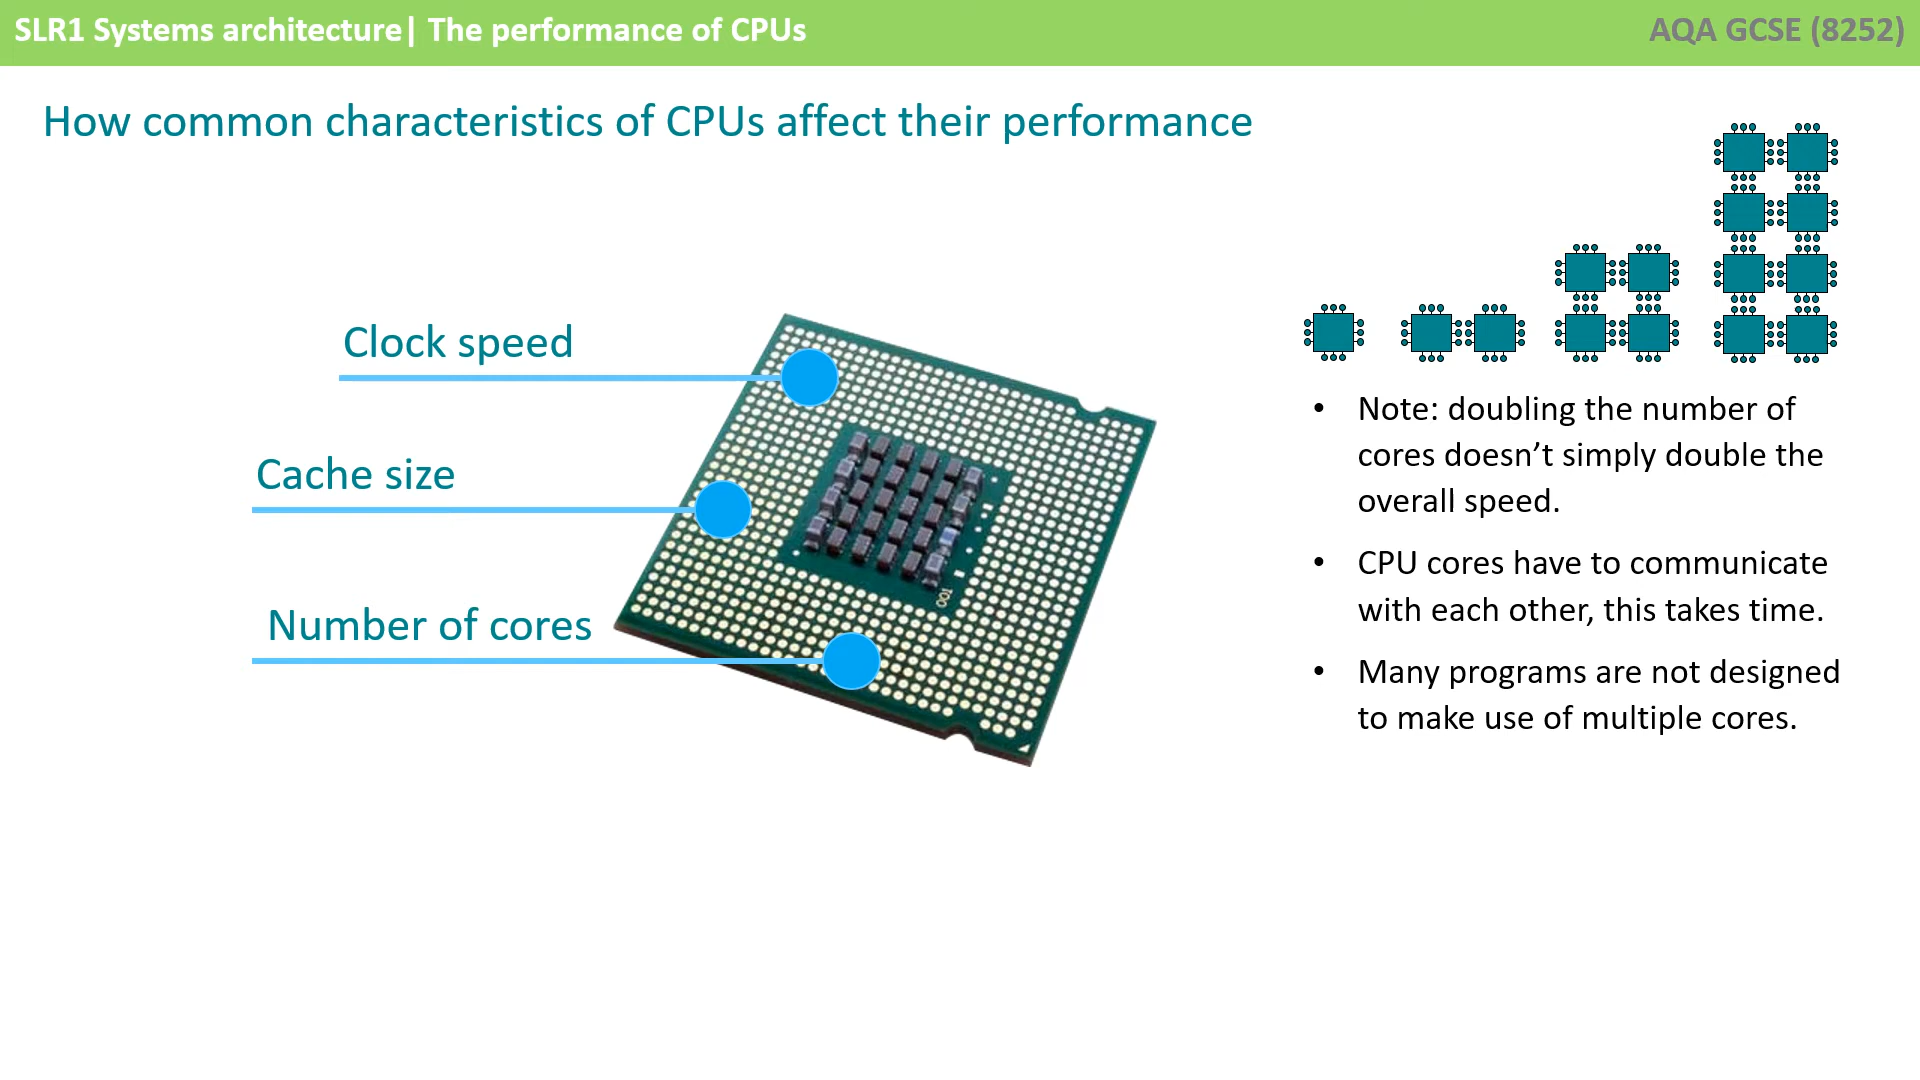 SLR1 Systems architecture| The performance of CPUs
AQA GCSE (8252)
How common characteristics of CPUs affect their performance
Clock speed
Cache size
Number of cores
• Note: doubling the number of
cores doesn’t simply double the
overall speed.
• CPU cores have to communicate
with each other, this takes time.
• Many programs are not designed
to make use of multiple cores.